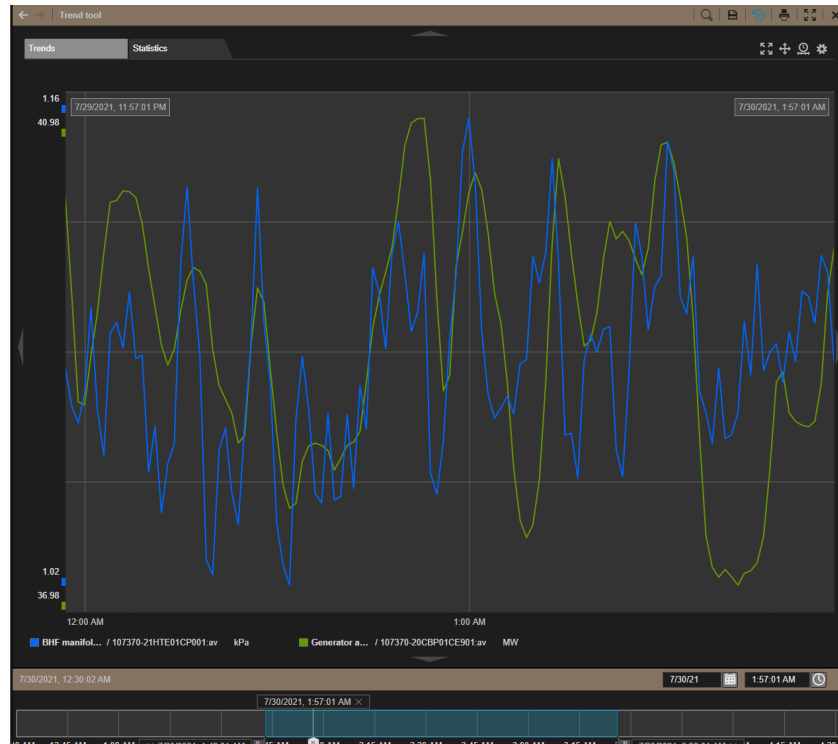 Trend tool
Trends Statistics
1.16
40.98
7/29/2021, 11:57:01 PM 7/30/2021, 1:57:01 AM
1.02
36.98
12:00 AM 1:00 AM
BHF manifol... / 107370-21HTE01CP001:av kPa Generator a... / 107370-20CBP01CE901:av MW
7/30/2021, 12:30:02 AM 7/30/21 1:57:01 AM
7/30/2021, 1:57:01 AM